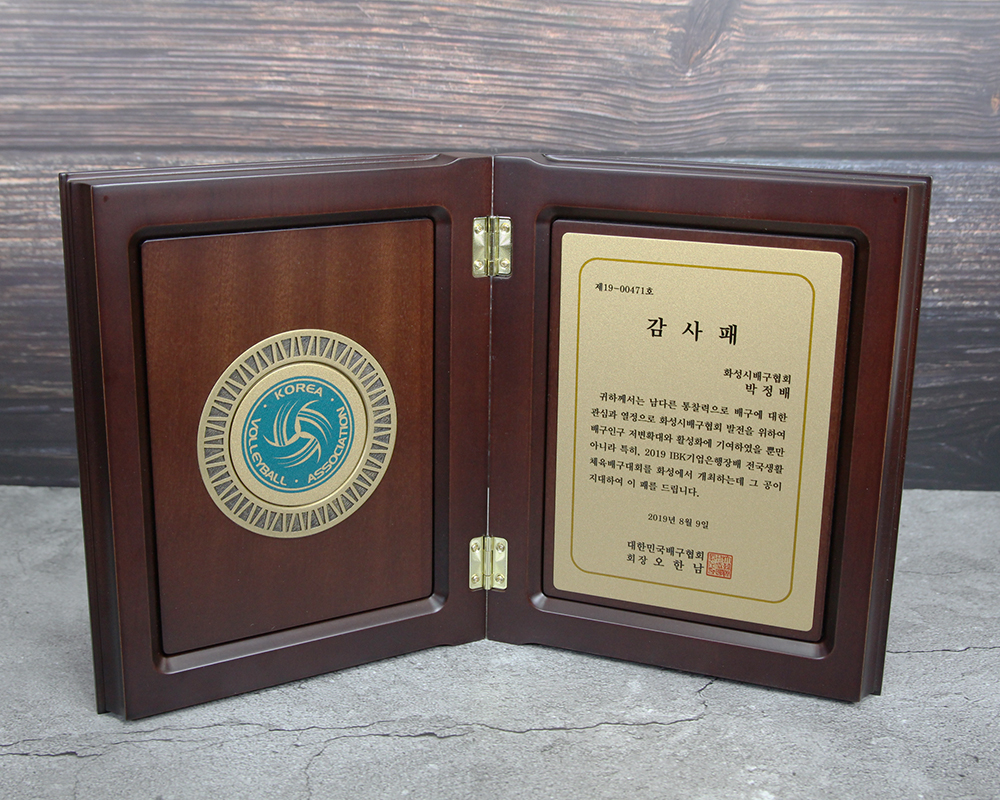 KOREA
VOLLEYBALL · ASSOCIATION
제19-00471호
감 사 패
화성시배구협회
박 정 배
귀하께서는 남다른 통찰력으로 배구에 대한
관심과 열정으로 화성시배구협회 발전을 위하여
배구인구 저변확대와 활성화에 기여하였을 뿐만
아니라 특히, 2019 IBK기업은행장배 전국생활
체육배구대회를 화성에서 개최하는데 그 공이
지대하여 이 패를 드립니다.
2019년 8월 9일
대한민국배구협회
회장 오 한 남